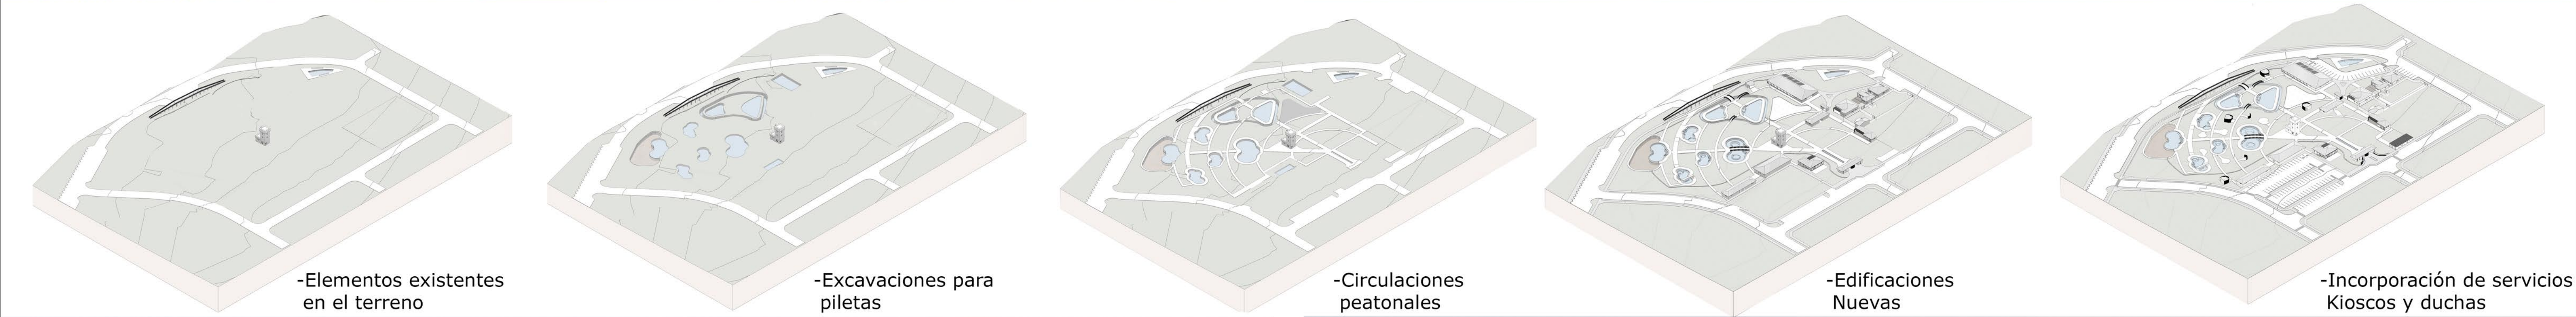 -Elementos existentes
en el terreno
-Excavaciones para
piletas
-Circulaciones
peatonales
-Edificaciones
Nuevas
-Incorporación de servicios
Kioscos y duchas